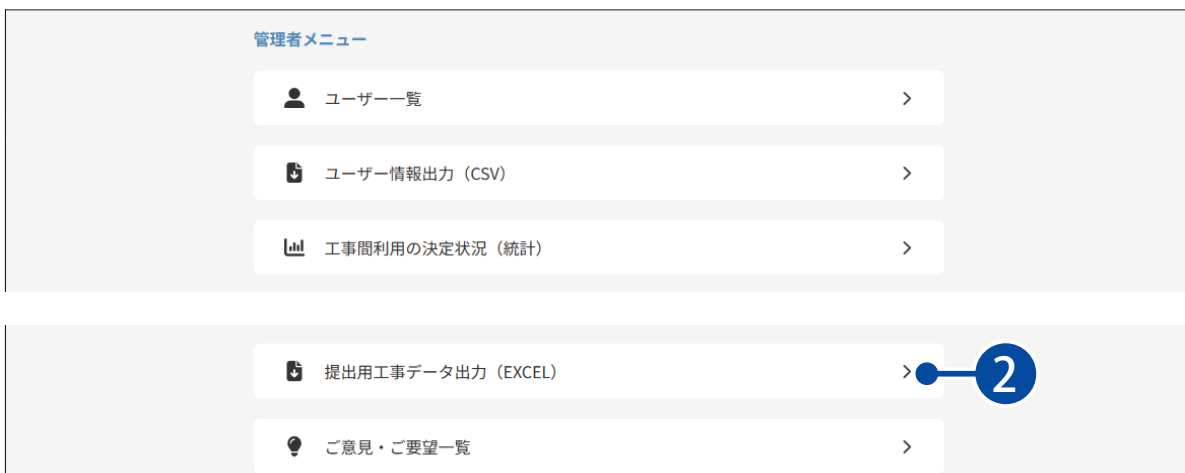 管理者メニュー
ユーザー一覧
ユーザー情報出力（CSV）
工事間利用の決定状況（統計）
提出用工事データ出力（EXCEL）
2
ご意見・ご要望一覧